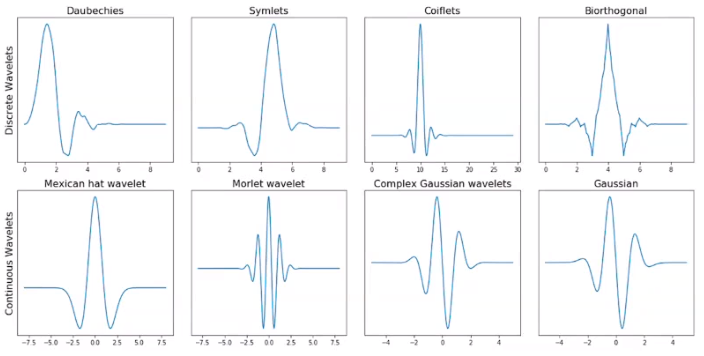 Daubechies Symlets Coiflets Biorthogonal
Discrete Wavelets
0 2 4 6 8 0 2 4 6 8 0 5 10 15 20 25 30 0 2 4 6 8
Mexican hat wavelet Morlet wavelet Complex Gaussian wavelets Gaussian
Continuous Wavelets
−7.5 −5.0 −2.5 0.0 2.5 5.0 7.5 −7.5 −5.0 −2.5 0.0 2.5 5.0 7.5 −4 −2 0 2 4 −4 −2 0 2 4